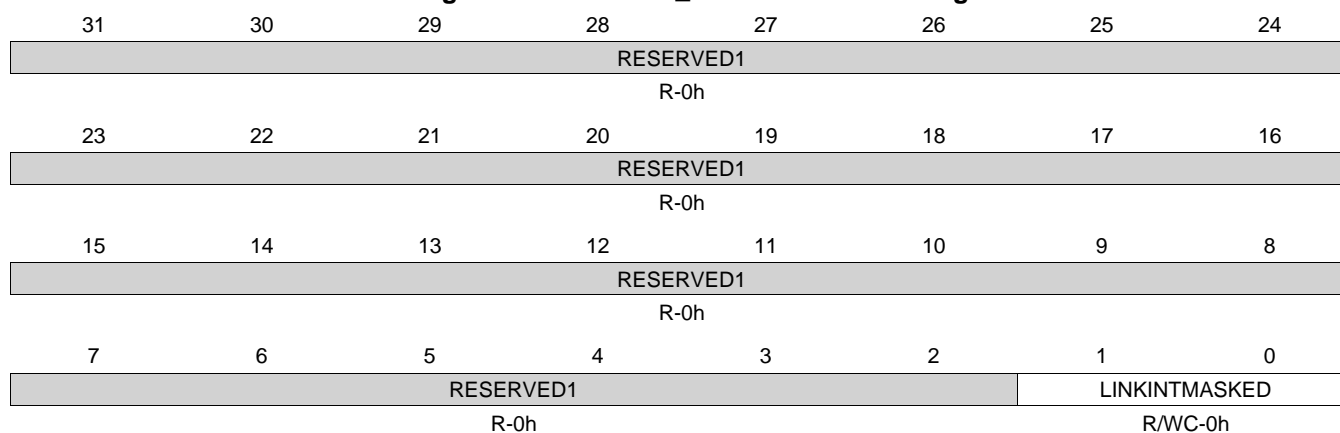 31 30 29 28 27 26 25 24
RESERVED1
R-0h
23 22 21 20 19 18 17 16
RESERVED1
R-0h
15 14 13 12 11 10 9 8
RESERVED1
R-0h
7 6 5 4 3 2 1 0
RESERVED1 LINKINTMASKED
R-0h R/WC-0h